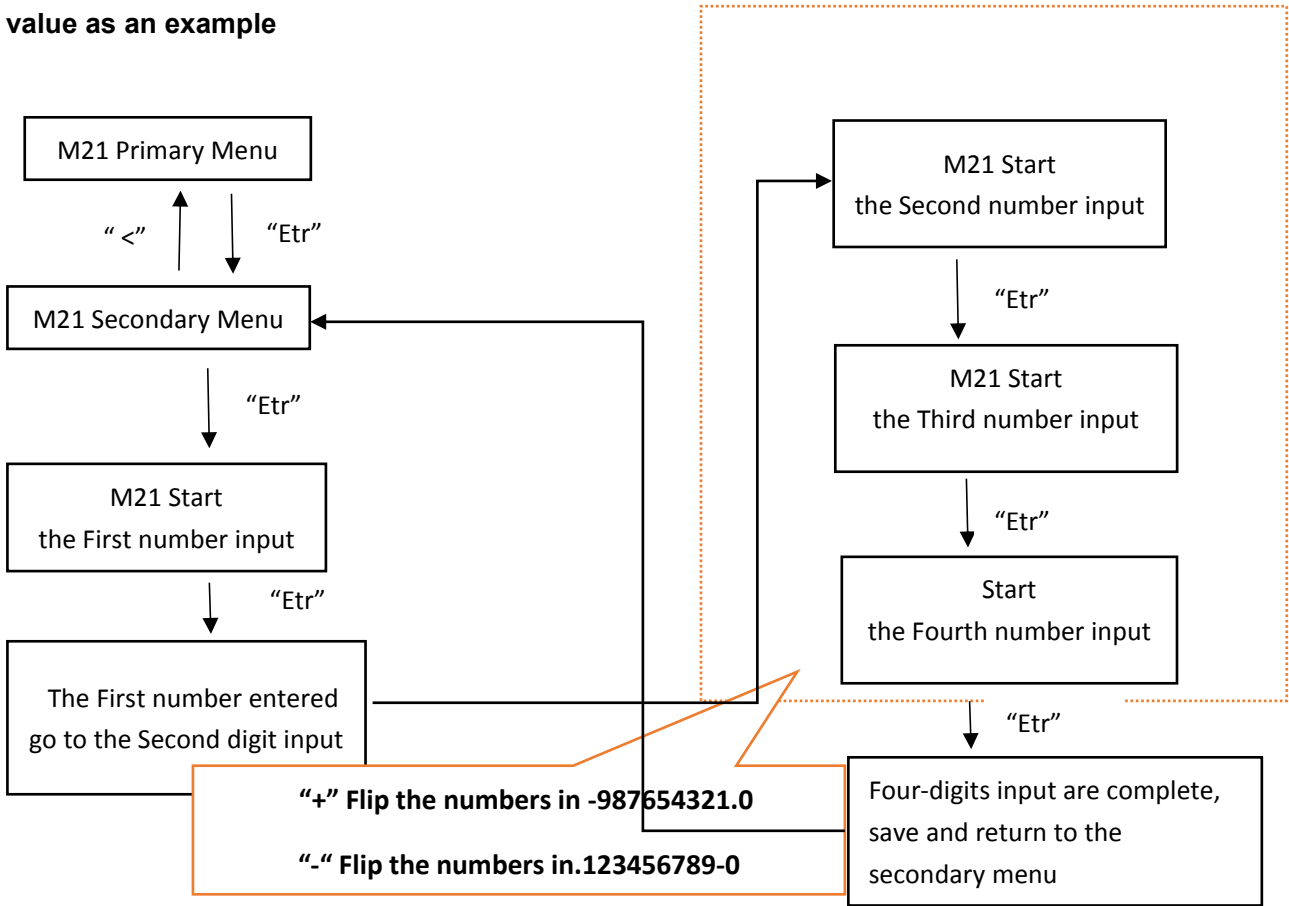 value as an example
M21 Primary Menu
“ <”
“Etr”
M21 Secondary Menu
“Etr”
M21 Start
the First number input
“Etr”
The First number entered
go to the Second digit input
M21 Start
the Second number input
“Etr”
M21 Start
the Third number input
“Etr”
Start
the Fourth number input
“Etr”
Four-digits input are complete,
save and return to the
secondary menu
“+” Flip the numbers in -987654321.0
“-“ Flip the numbers in.123456789-0